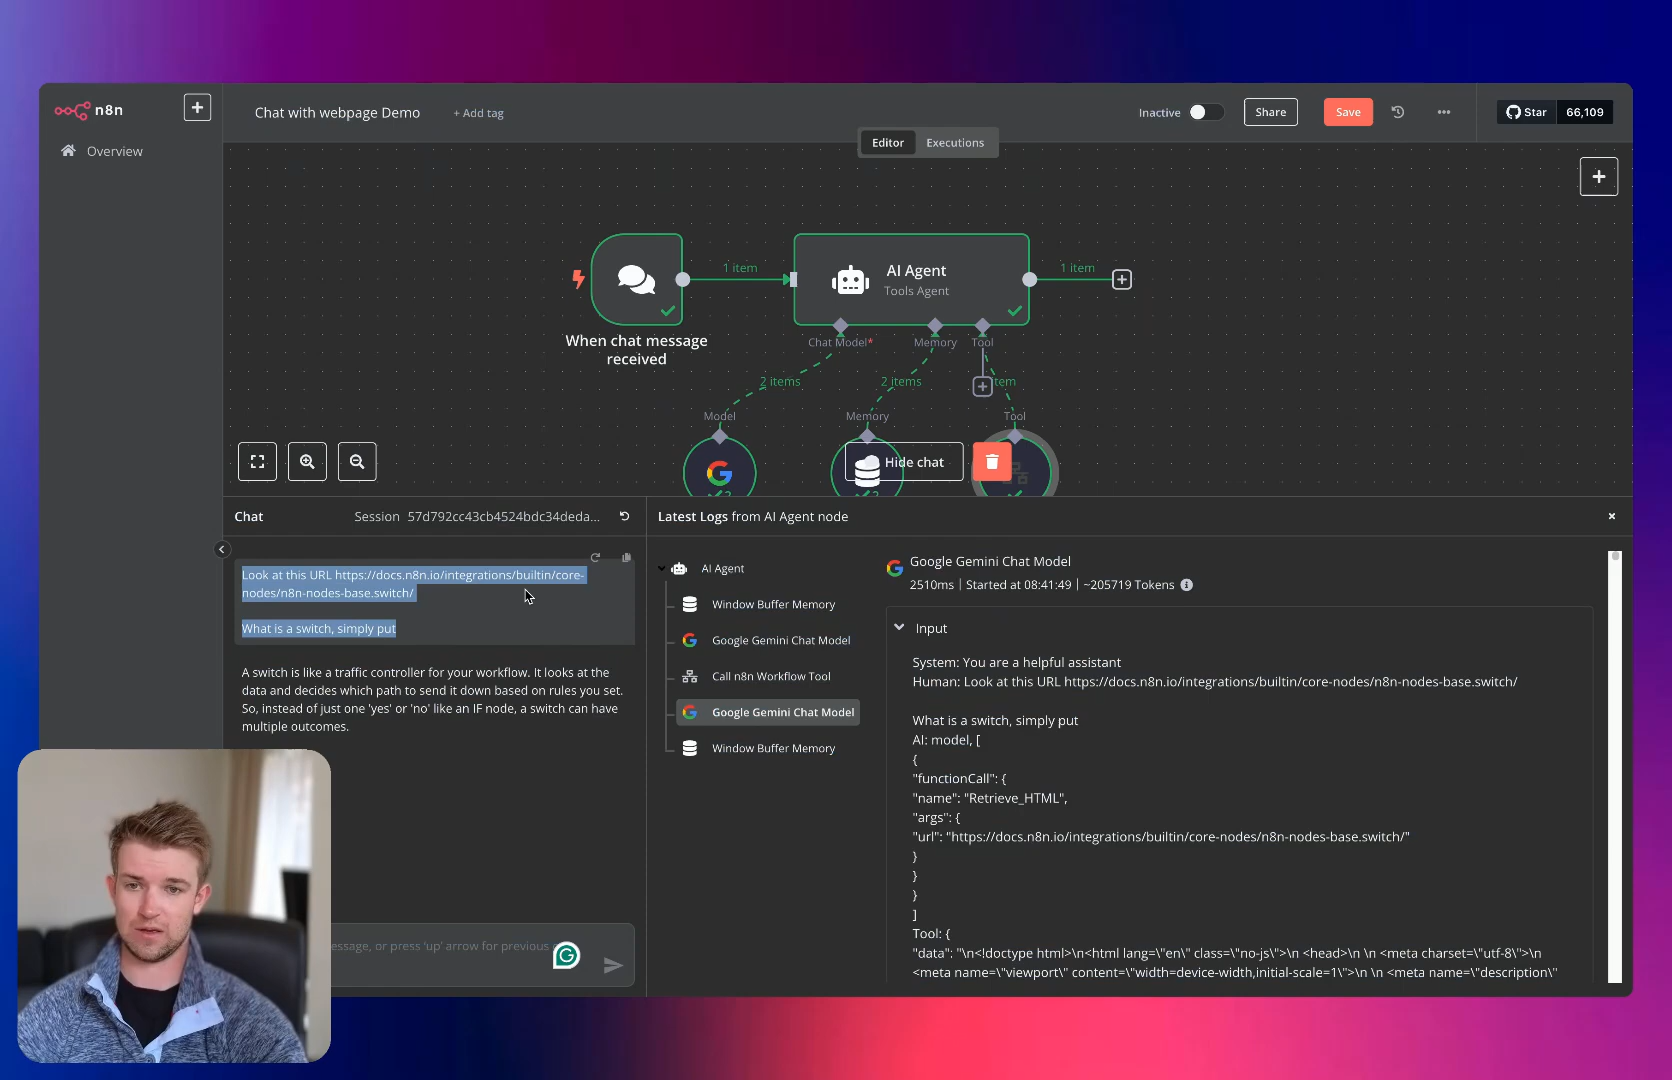 n8n
Chat with webpage Demo
+ Add tag
Inactive
Share
Save
Star
66,109
Overview
Editor
Executions
1 item
AI Agent
Tools Agent
1 item
When chat message
received
Chat Model*
Memory
Tool
2 items
2 items
item
Model
Memory
Tool
Hide chat
2
2
Chat
Session 57d792cc43cb4524bdc34deda...
Look at this URL https://docs.n8n.io/integrations/builtin/core-
nodes/n8n-nodes-base.switch/
What is a switch, simply put
A switch is like a traffic controller for your workflow. It looks at the
data and decides which path to send it down based on rules you set.
So, instead of just one 'yes' or 'no' like an IF node, a switch can have
multiple outcomes.
essage, or press 'up' arrow for previous
Latest Logs from AI Agent node
AI Agent
Window Buffer Memory
Google Gemini Chat Model
Call n8n Workflow Tool
Google Gemini Chat Model
Window Buffer Memory
Google Gemini Chat Model
2510ms | Started at 08:41:49 | ~205719 Tokens
Input
System: You are a helpful assistant
Human: Look at this URL https://docs.n8n.io/integrations/builtin/core-nodes/n8n-nodes-base.switch/
What is a switch, simply put
AI: model, [
{
"functionCall": {
"name": "Retrieve_HTML",
"args": {
"url": "https://docs.n8n.io/integrations/builtin/core-nodes/n8n-nodes-base.switch/"
}
}
}
]
Tool: {
"data": "\n<!doctype html>\n<html lang=\"en\" class=\"no-js\">\n <head>\n \n <meta charset=\"utf-8\">\n
<meta name=\"viewport\" content=\"width=device-width,initial-scale=1\">\n \n <meta name=\"description\"